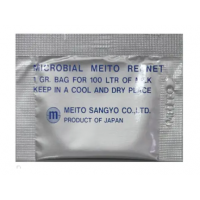 MICROBIAL MEITO RENNET
1 GR. BAG FOR 100 LTR OF MILK
KEEP IN A COOL AND DRY PLACE
m MEITO SANGYO CO., LTD.
PRODUCT OF JAPAN